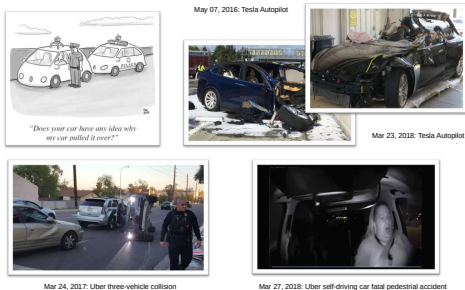 May 07, 2016: Tesla Autopilot
POLICE
"Does your car have any idea why
my car pulled it over?"
Mar 23, 2018: Tesla Autopilot
Mar 24, 2017: Uber three-vehicle collision
Mar 27, 2018: Uber self-driving car fatal pedestrial accident